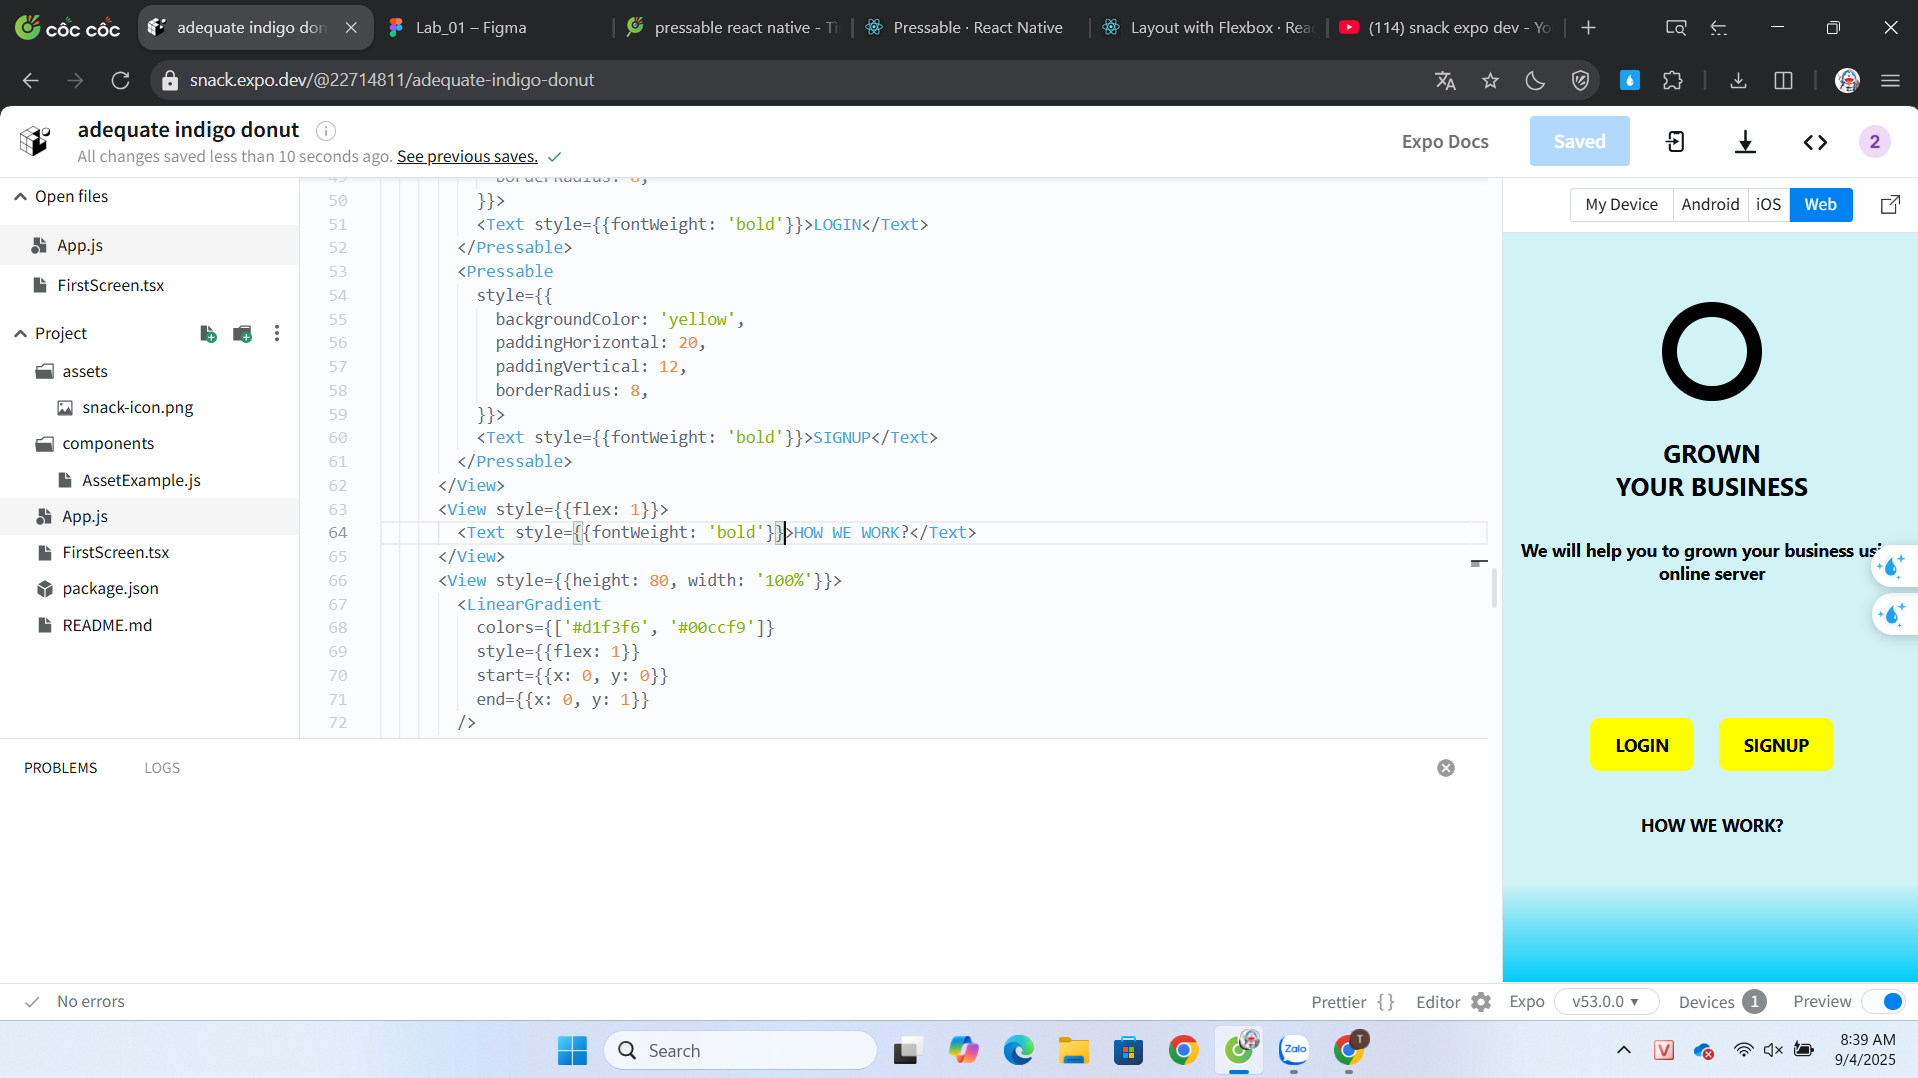 cốc cốc
adequate indigo don
Lab_01 – Figma
pressable react native - Tì
Pressable · React Native
Layout with Flexbox · Rea
(114) snack expo dev - Yo
snack.expo.dev/@22714811/adequate-indigo-donut
adequate indigo donut
All changes saved less than 10 seconds ago. See previous saves.
Expo Docs
Saved
2
Open files
App.js
FirstScreen.tsx
Project
assets
snack-icon.png
components
AssetExample.js
App.js
FirstScreen.tsx
package.json
README.md
49 borderRadius: 8,
50 }}>
51 <Text style={{fontWeight: 'bold'}}>LOGIN</Text>
52 </Pressable>
53 <Pressable
54 style={{
55 backgroundColor: 'yellow',
56 paddingHorizontal: 20,
57 paddingVertical: 12,
58 borderRadius: 8,
59 }}>
60 <Text style={{fontWeight: 'bold'}}>SIGNUP</Text>
61 </Pressable>
62 </View>
63 <View style={{flex: 1}}>
64 <Text style={{fontWeight: 'bold'}}>HOW WE WORK?</Text>
65 </View>
66 <View style={{height: 80, width: '100%'}}>
67 <LinearGradient
68 colors={['#d1f3f6', '#00ccf9']}
69 style={{flex: 1}}
70 start={{x: 0, y: 0}}
71 end={{x: 0, y: 1}}
72 />
My Device
Android
iOS
Web
GROWN
YOUR BUSINESS
We will help you to grown your business usi
online server
LOGIN
SIGNUP
HOW WE WORK?
PROBLEMS
LOGS
No errors
Prettier { }
Editor
Expo
v53.0.0
Devices 1
Preview
Search
Zalo
T
V
8:39 AM
9/4/2025